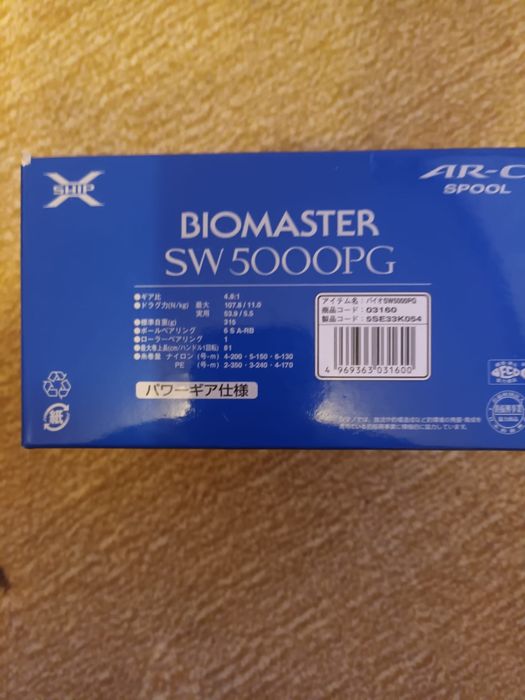 X
SHIP
AR-C
SPOOL
BIOMASTER
SW 5000PG
●ギア比 4.6:1
●ドラグ力(N/kg) 最大 107.8 / 11.0
実用 53.9 / 5.5
●標準自重(g) 315
●ボールベアリング 6 S A-RB
●ローラーベアリング 1
●最大巻上長(cm/ハンドル1回転) 81
●糸巻量 ナイロン (号-m) 4-200・5-150・6-130
PE (号-m) 2-350・3-240・4-170
パワーギア仕様
アイテム名: バイオSW5000PG
商品コード: 03160
製品コード: 5SE33K054
4 969363 031600
紙